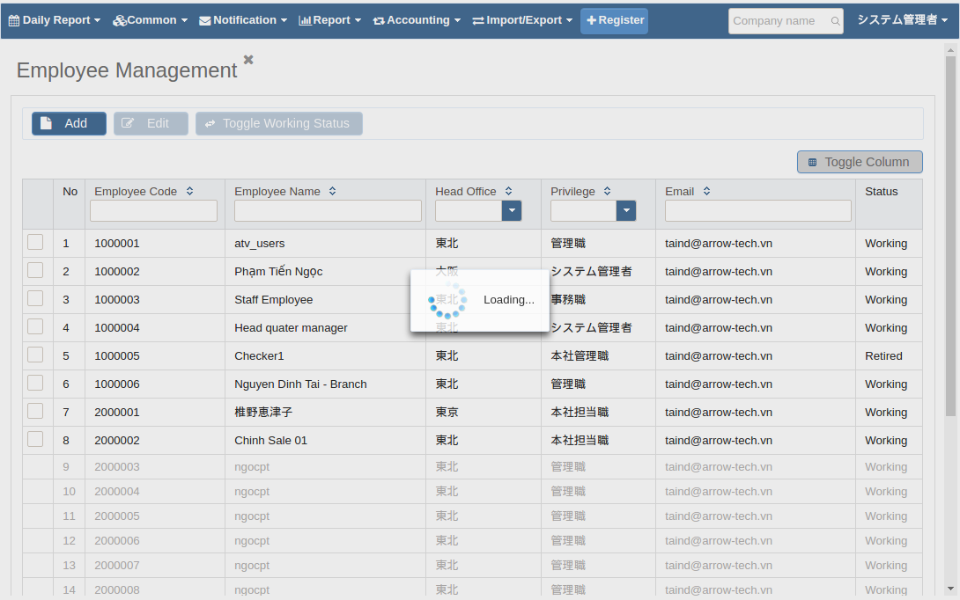 Daily Report Common Notification Report Accounting Import/Export Register Company name システム管理者
Employee Management
Add Edit Toggle Working Status
Toggle Column
No Employee Code Employee Name Head Office Privilege Email Status
1 1000001 atv_users 東北 管理職 taind@arrow-tech.vn Working
2 1000002 Phạm Tiến Ngọc 大阪 システム管理者 taind@arrow-tech.vn Working
3 1000003 Staff Employee 東北 事務職 taind@arrow-tech.vn Working
Loading...
4 1000004 Head quater manager 東北 システム管理者 taind@arrow-tech.vn Working
5 1000005 Checker1 東北 本社管理職 taind@arrow-tech.vn Retired
6 1000006 Nguyen Dinh Tai - Branch 東北 管理職 taind@arrow-tech.vn Working
7 2000001 椎野恵津子 東京 本社担当職 taind@arrow-tech.vn Working
8 2000002 Chinh Sale 01 東北 本社担当職 taind@arrow-tech.vn Working
9 2000003 ngocpt 東北 管理職 taind@arrow-tech.vn Working
10 2000004 ngocpt 東北 管理職 taind@arrow-tech.vn Working
11 2000005 ngocpt 東北 管理職 taind@arrow-tech.vn Working
12 2000006 ngocpt 東北 管理職 taind@arrow-tech.vn Working
13 2000007 ngocpt 東北 管理職 taind@arrow-tech.vn Working
14 2000008 ngocpt 東北 管理職 taind@arrow-tech.vn Working